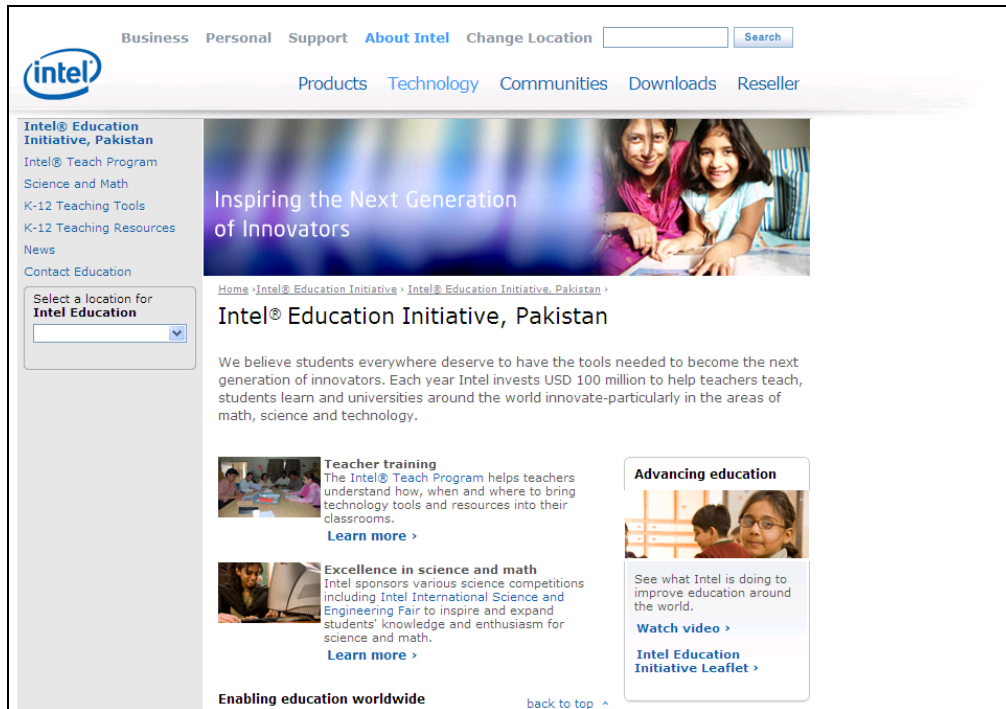 Business Personal Support About Intel Change Location Search
intel
Products Technology Communities Downloads Reseller
Intel® Education
Initiative, Pakistan
Intel® Teach Program
Science and Math
K-12 Teaching Tools
K-12 Teaching Resources
News
Contact Education
Select a location for
Intel Education
Inspiring the Next Generation
of Innovators
Home › Intel® Education Initiative › Intel® Education Initiative, Pakistan ›
Intel® Education Initiative, Pakistan
We believe students everywhere deserve to have the tools needed to become the next
generation of innovators. Each year Intel invests USD 100 million to help teachers teach,
students learn and universities around the world innovate-particularly in the areas of
math, science and technology.
Teacher training
The Intel® Teach Program helps teachers
understand how, when and where to bring
technology tools and resources into their
classrooms.
Learn more ›
Excellence in science and math
Intel sponsors various science competitions
including Intel International Science and
Engineering Fair to inspire and expand
students' knowledge and enthusiasm for
science and math.
Learn more ›
Enabling education worldwide
back to top ^
Advancing education
See what Intel is doing to
improve education around
the world.
Watch video ›
Intel Education
Initiative Leaflet ›